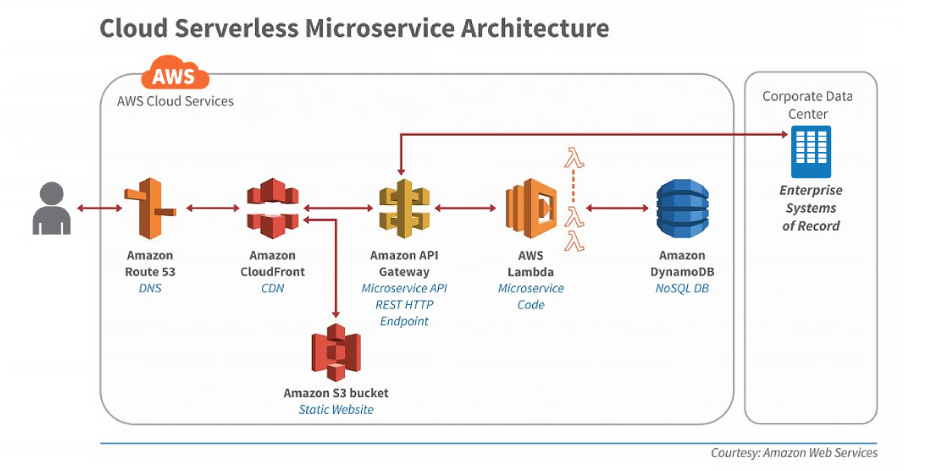 Cloud Serverless Microservice Architecture
AWS
AWS Cloud Services
Corporate Data
Center
Enterprise
Systems
of Record
Amazon
Route 53
DNS
Amazon
CloudFront
CDN
Amazon API
Gateway
Microservice API
REST HTTP
Endpoint
AWS
Lambda
Microservice
Code
Amazon
DynamoDB
NoSQL DB
Amazon S3 bucket
Static Website
Courtesy: Amazon Web Services